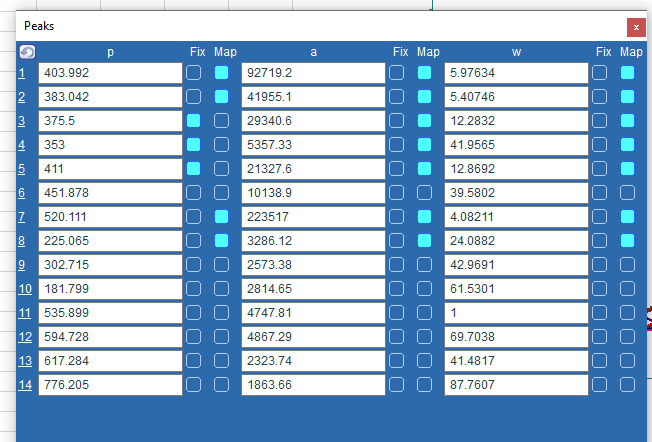 Peaks
x
p Fix Map a Fix Map w Fix Map
1 403.992 92719.2 5.97634
2 383.042 41955.1 5.40746
3 375.5 29340.6 12.2832
4 353 5357.33 41.9565
5 411 21327.6 12.8692
6 451.878 10138.9 39.5802
7 520.111 223517 4.08211
8 225.065 3286.12 24.0882
9 302.715 2573.38 42.9691
10 181.799 2814.65 61.5301
11 535.899 4747.81 1
12 594.728 4867.29 69.7038
13 617.284 2323.74 41.4817
14 776.205 1863.66 87.7607